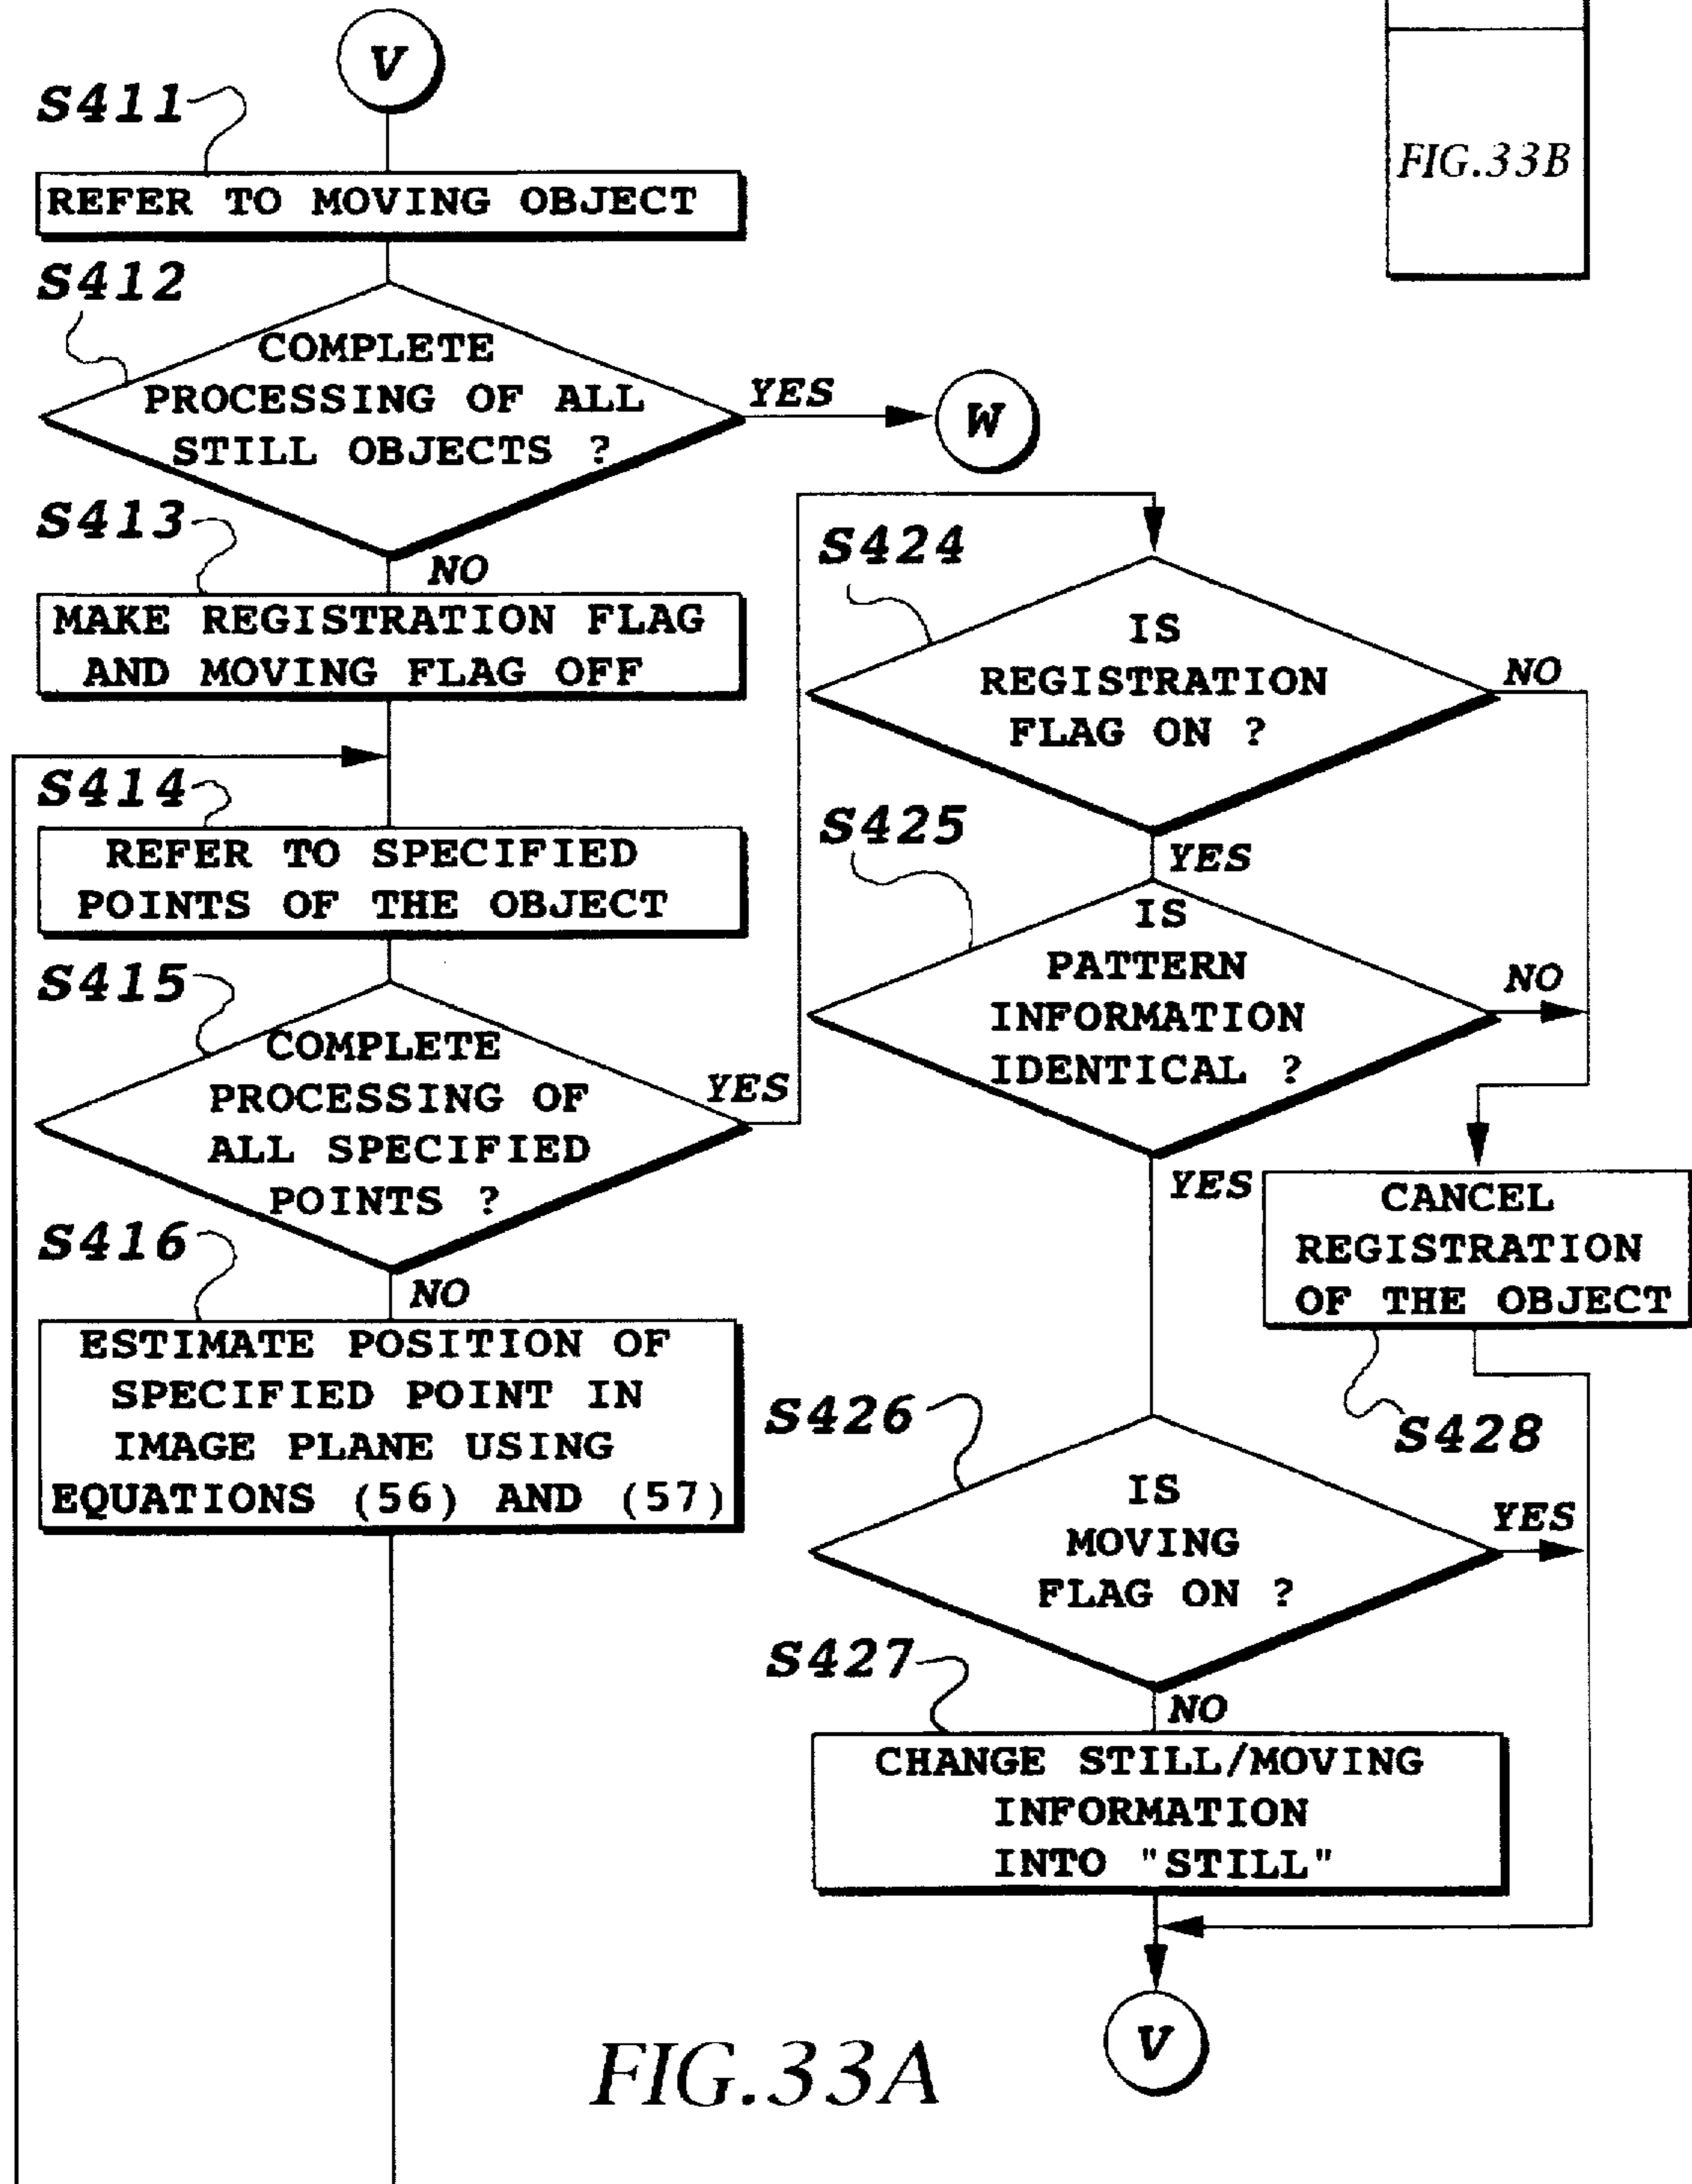 V
S411
REFER TO MOVING OBJECT
S412
COMPLETE
PROCESSING OF ALL
STILL OBJECTS ?
YES
W
S413
NO
MAKE REGISTRATION FLAG
AND MOVING FLAG OFF
S414
REFER TO SPECIFIED
POINTS OF THE OBJECT
S415
COMPLETE
PROCESSING OF
ALL SPECIFIED
POINTS ?
YES
S416
NO
ESTIMATE POSITION OF
SPECIFIED POINT IN
IMAGE PLANE USING
EQUATIONS (56) AND (57)
S424
IS
REGISTRATION
FLAG ON ?
NO
S425
YES
IS
PATTERN
INFORMATION
IDENTICAL ?
NO
YES
CANCEL
REGISTRATION
OF THE OBJECT
S428
S426
IS
MOVING
FLAG ON ?
YES
S427
NO
CHANGE STILL/MOVING
INFORMATION
INTO "STILL"
V
FIG.33B
FIG.33A